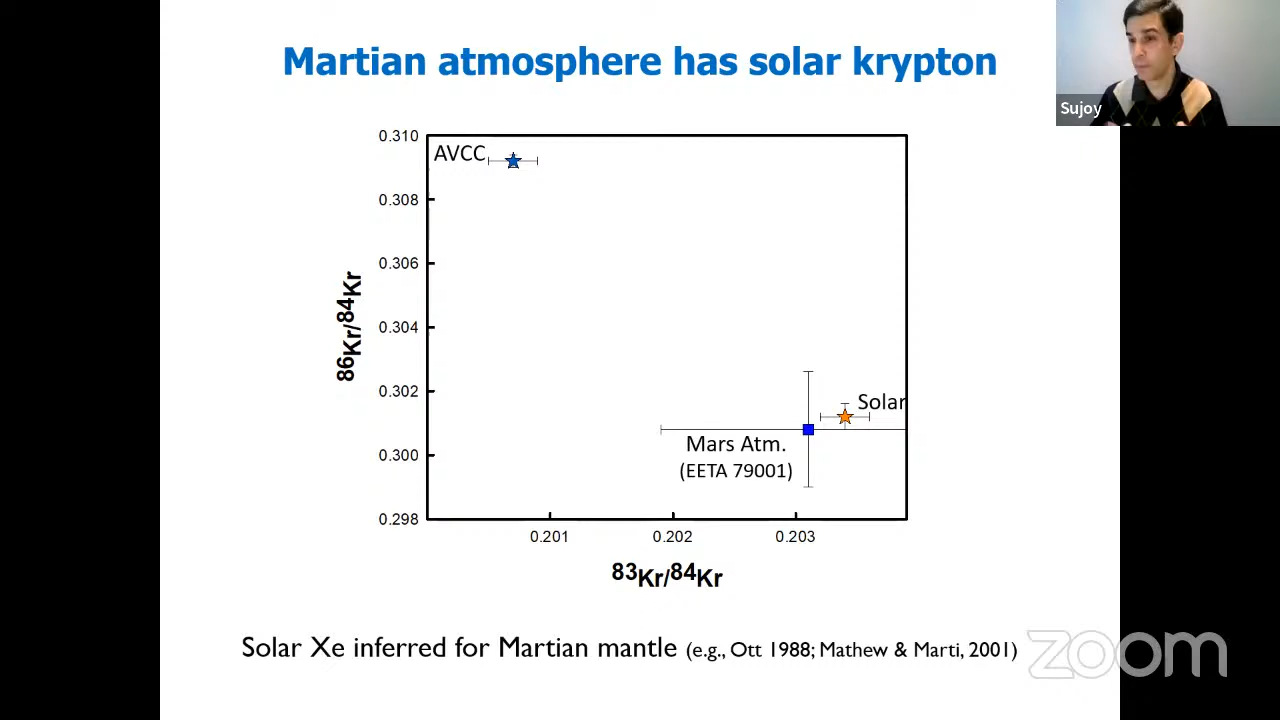 Martian atmosphere has solar krypton
Sujoy
0.310
AVCC
0.308
0.306
0.304
0.302
Solar
0.300
Mars Atm.
(EETA 79001)
0.298
86Kr/84Kr
0.201
0.202
0.203
83Kr/84Kr
Solar Xe inferred for Martian mantle (e.g., Ott 1988; Mathew & Marti, 2001)
zoom